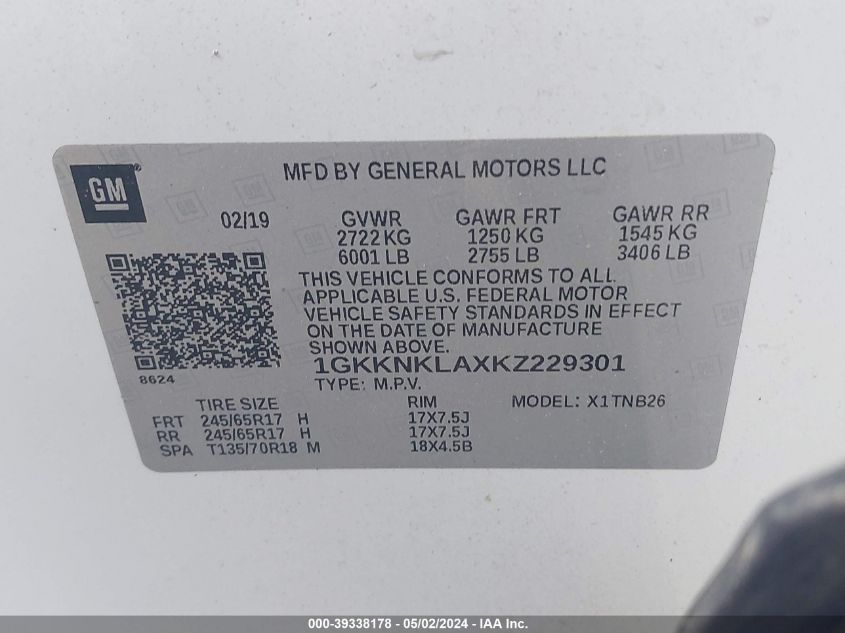 GM
MFD BY GENERAL MOTORS LLC
02/19
GVWR GAWR FRT GAWR RR
2722 KG 1250 KG 1545 KG
6001 LB 2755 LB 3406 LB
THIS VEHICLE CONFORMS TO ALL
APPLICABLE U.S. FEDERAL MOTOR
VEHICLE SAFETY STANDARDS IN EFFECT
ON THE DATE OF MANUFACTURE
SHOWN ABOVE.
8624
1GKKNKLAXKZ229301
TYPE: M.P.V.
TIRE SIZE RIM MODEL: X1TNB26
FRT 245/65R17 H 17X7.5J
RR 245/65R17 H 17X7.5J
SPA T135/70R18 M 18X4.5B
000-39338178 - 05/02/2024 - IAA Inc.